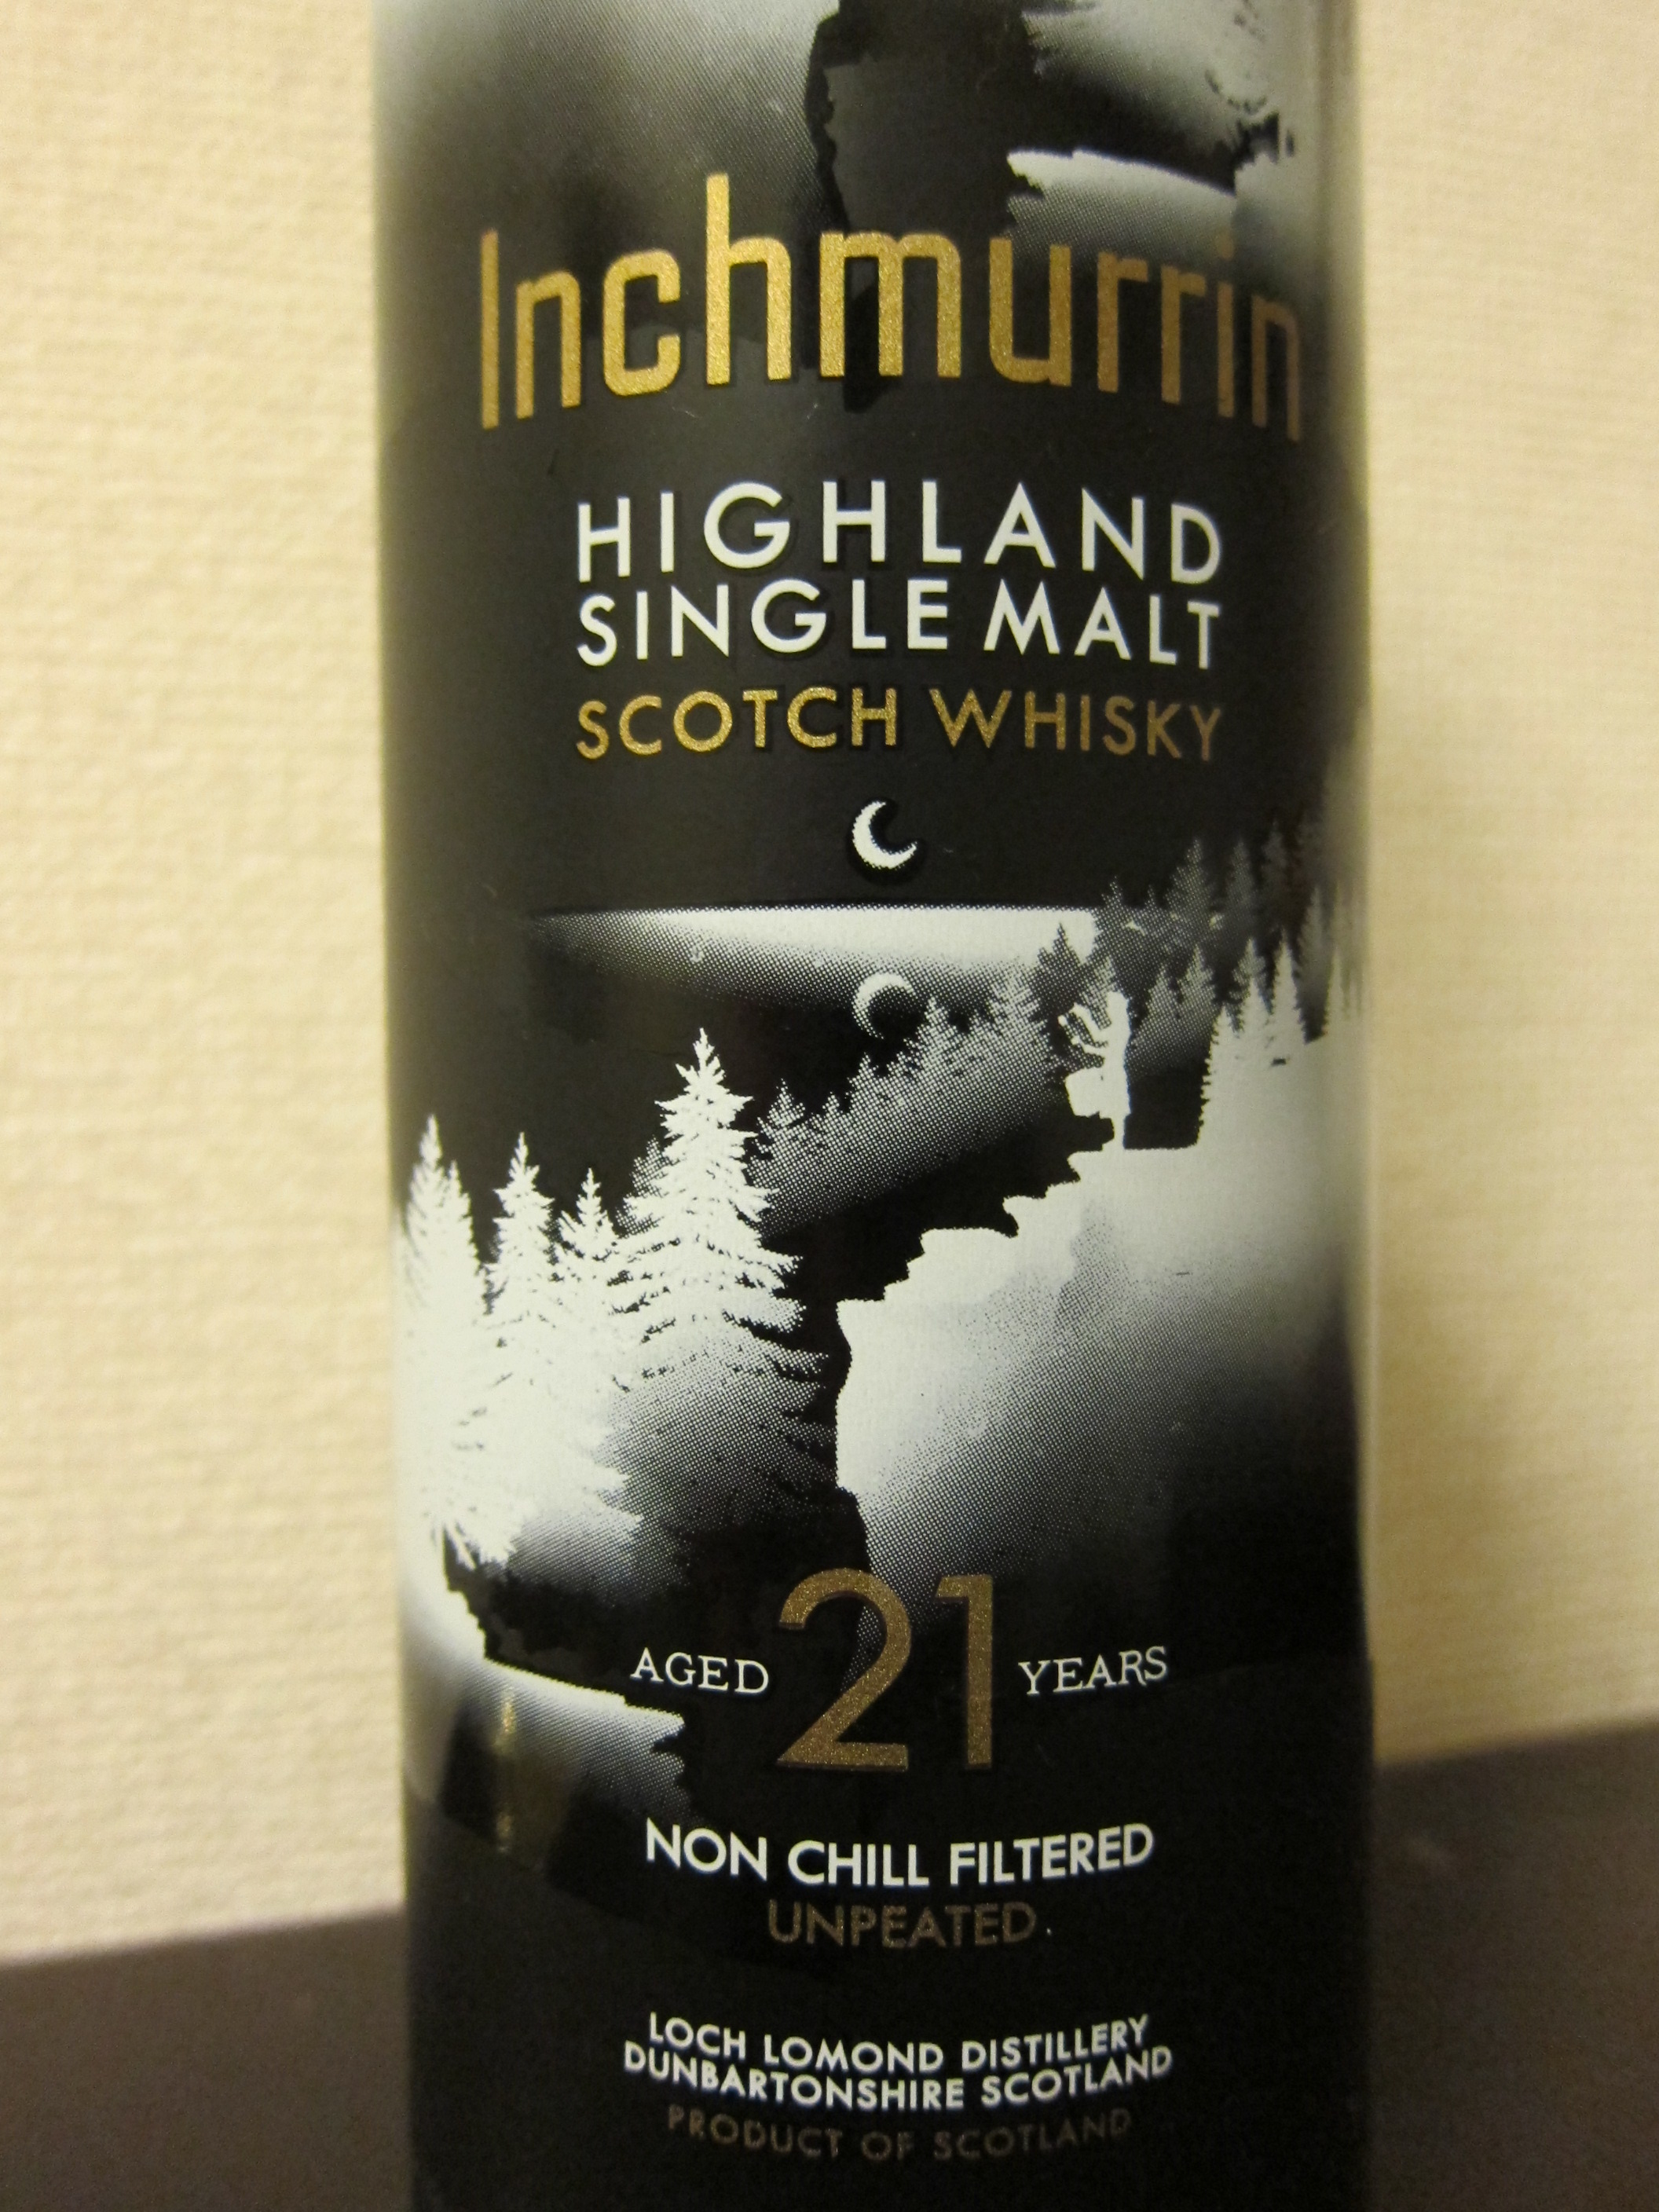 Inchmurrin
HIGHLAND
SINGLE MALT
SCOTCH WHISKY
AGED 21 YEARS
NON CHILL FILTERED
UNPEATED
LOCH LOMOND DISTILLERY
DUNBARTONSHIRE SCOTLAND
PRODUCT OF SCOTLAND